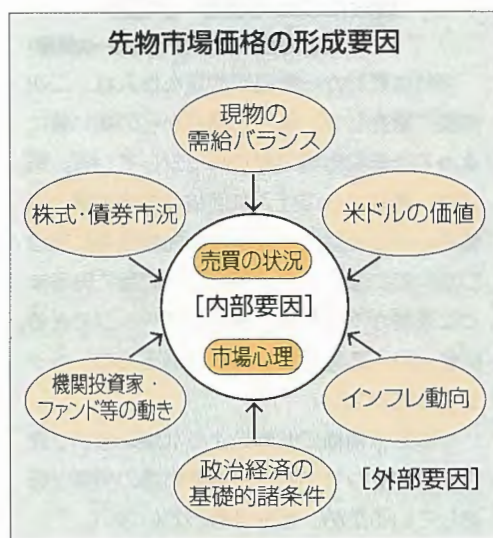 先物市場価格の形成要因
現物の
需給バランス
株式・債券市況
米ドルの価値
売買の状況
[内部要因]
市場心理
機関投資家・
ファンド等の動き
インフレ動向
政治経済の
基礎的諸条件
[外部要因]